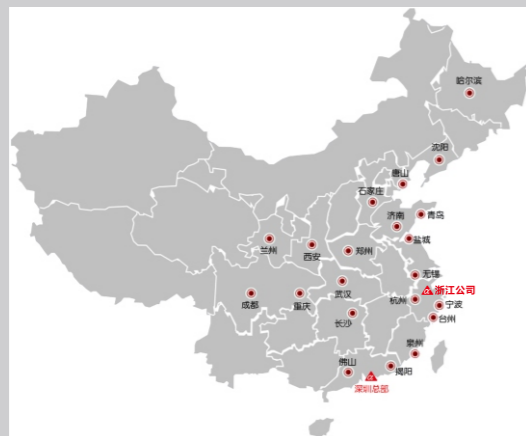 哈尔滨
沈阳
唐山
石家庄
济南
青岛
盐城
兰州
西安
郑州
无锡
浙江公司
成都
重庆
武汉
杭州
宁波
长沙
台州
泉州
佛山
揭阳
深圳总部